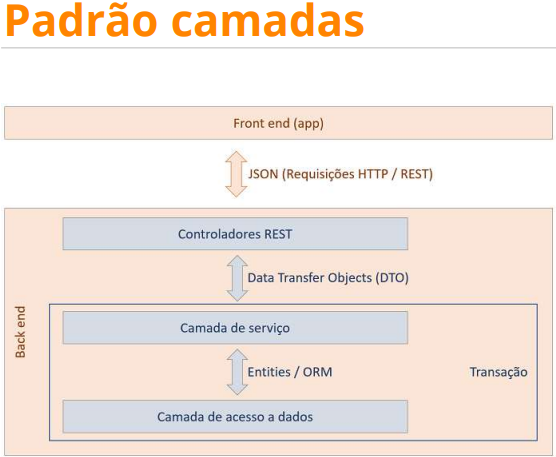 Padrão camadas
Front end (app)
JSON (Requisições HTTP / REST)
Controladores REST
Data Transfer Objects (DTO)
Back end
Camada de serviço
Entities / ORM
Transação
Camada de acesso a dados